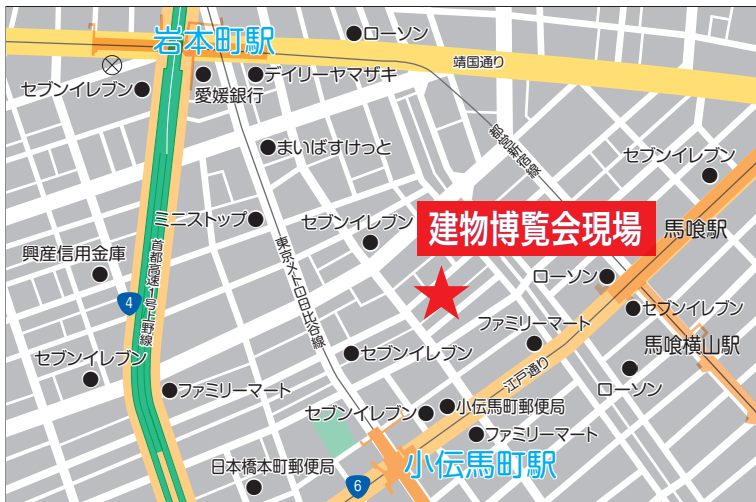 岩本町駅
ローソン
靖国通り
セブンイレブン
愛媛銀行
デイリーヤマザキ
まいばすけっと
都営新宿線
セブンイレブン
ミニストップ
セブンイレブン
建物博覧会現場
馬喰駅
興産信用金庫
首都高速1号上野線
東京メトロ日比谷線
4
ローソン
セブンイレブン
ファミリーマート
馬喰横山駅
セブンイレブン
セブンイレブン
江戸通り
ローソン
ファミリーマート
セブンイレブン
小伝馬町郵便局
ファミリーマート
日本橋本町郵便局
小伝馬町駅
6